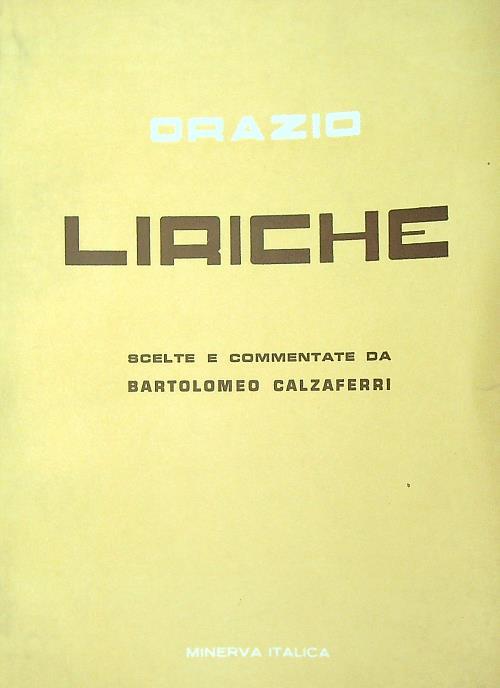 ORAZIO
LIRICHE
SCELTE E COMMENTATE DA
BARTOLOMEO CALZAFERRI
MINERVA ITALICA